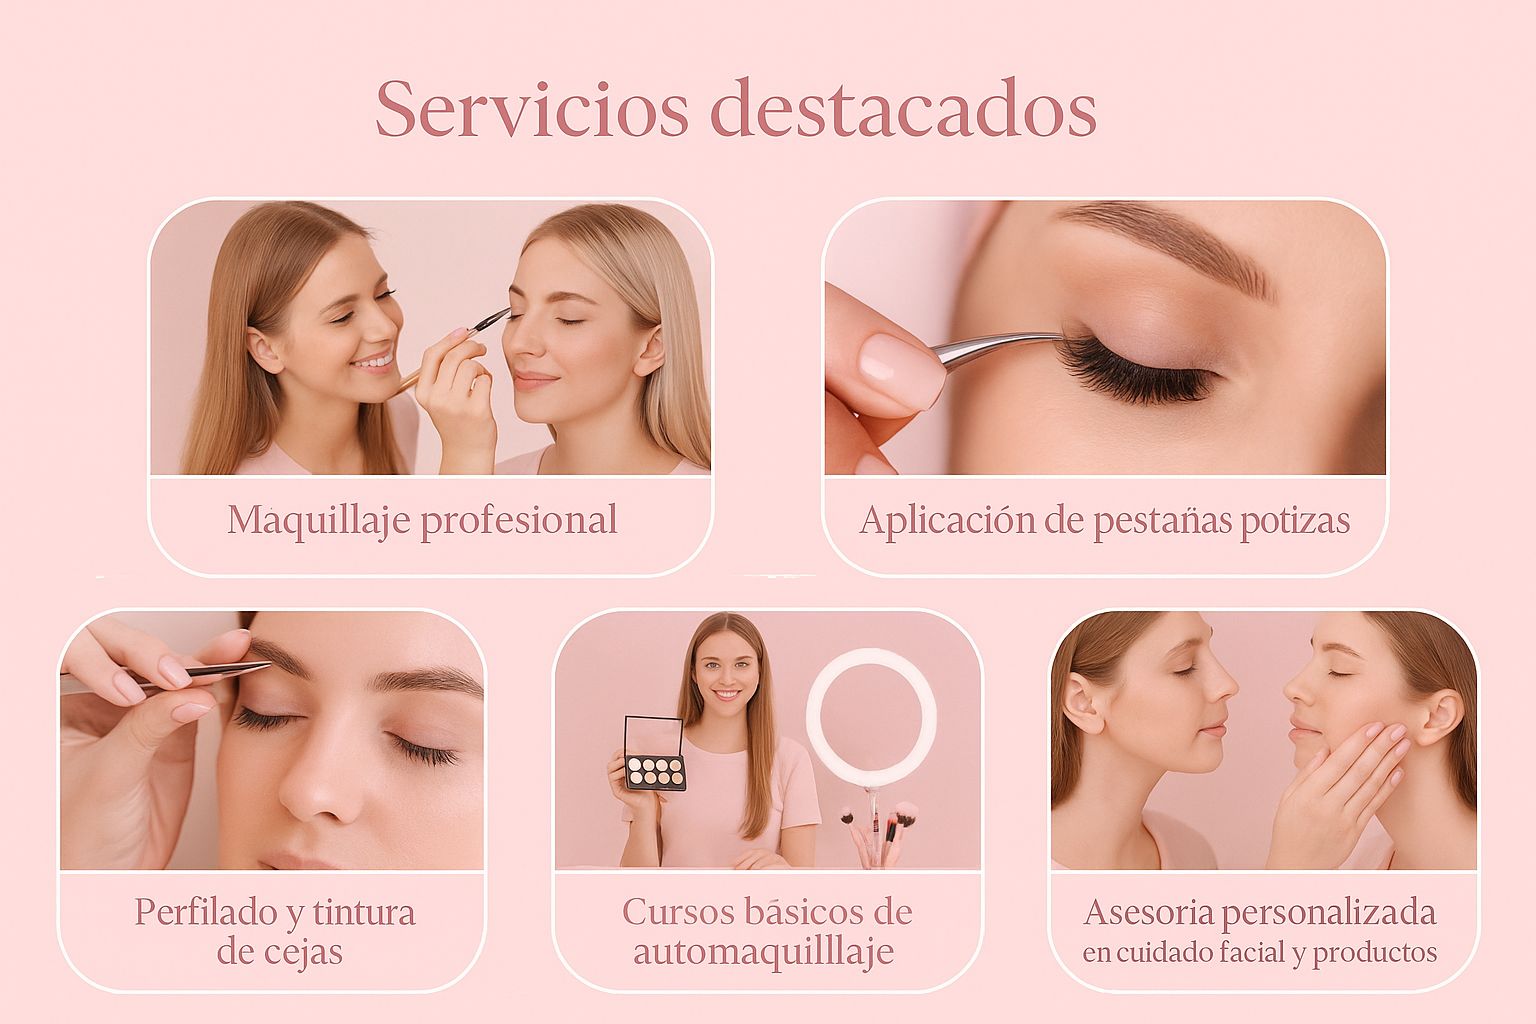 Servicios destacados
Maquillaje profesional
Aplicación de pestañas potizas
Perfilado y tintura
de cejas
Cursos básicos de
automaquilllaje
Asesoria personalizada
en cuidado facial y productos